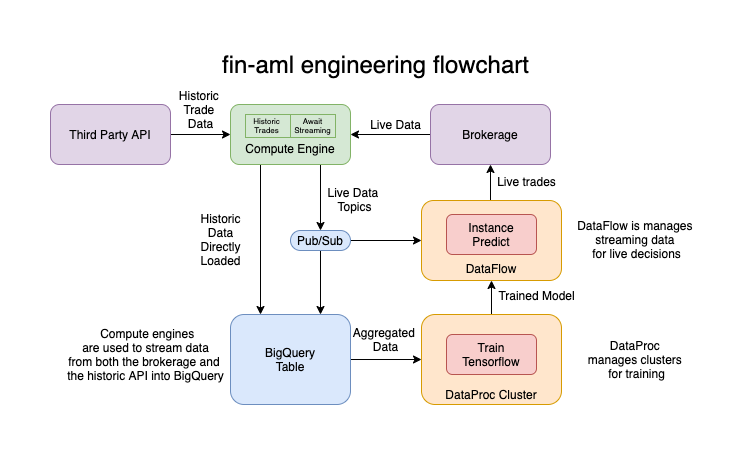 fin-aml engineering flowchart
Historic
Trade
Data
Third Party API
Historic
Trades
Await
Streaming
Compute Engine
Live Data
Brokerage
Live trades
Live Data
Topics
Historic
Data
Directly
Loaded
Pub/Sub
Instance
Predict
DataFlow
DataFlow is manages
streaming data
for live decisions
Trained Model
Compute engines
are used to stream data
from both the brokerage and
the historic API into BigQuery
BigQuery
Table
Aggregated
Data
Train
Tensorflow
DataProc Cluster
DataProc
manages clusters
for training